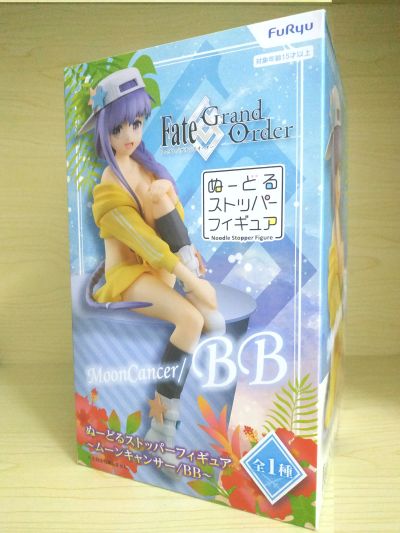 FuRyu
対象年齢15才以上
Fate Grand Order
ぬーどる
ストッパー
フィギュア
Noodle Stopper Figure
MoonCancer/BB
ぬーどるストッパーフィギュア
~ムーンキャンサー/BB~
全1種